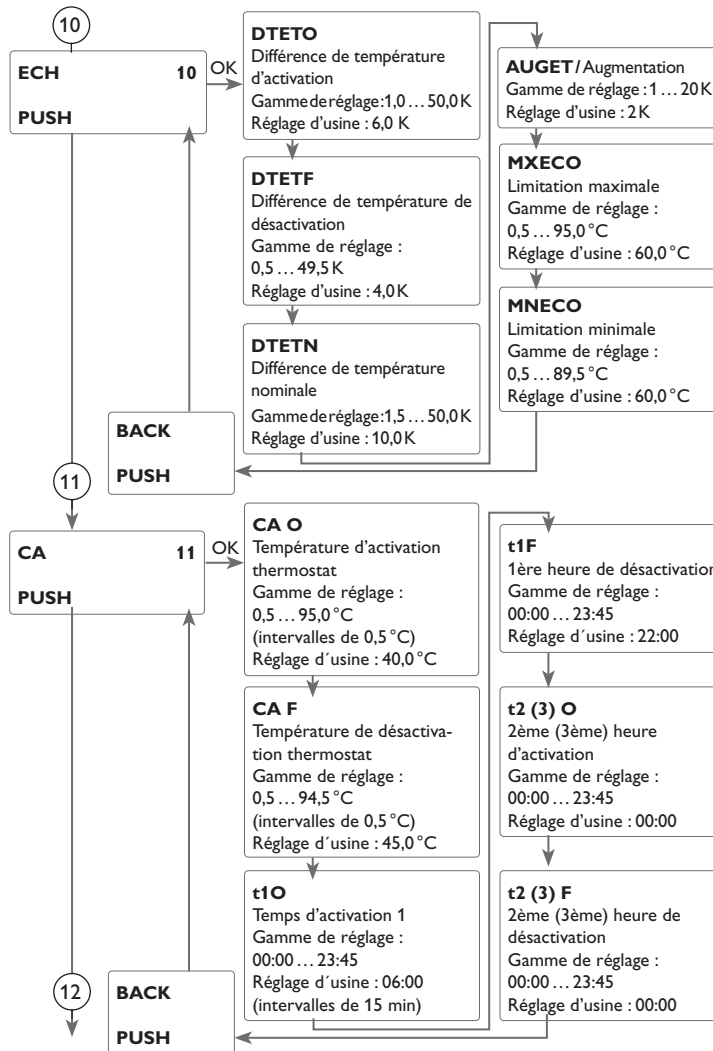 10
ECH 10
PUSH
OK
DTETO
Différence de température
d'activation
Gamme de réglage:1,0 … 50,0 K
Réglage d'usine : 6,0 K
DTETF
Différence de température de
désactivation
Gamme de réglage :
0,5 … 49,5 K
Réglage d'usine : 4,0 K
DTETN
Différence de température
nominale
Gamme de réglage:1,5 … 50,0 K
Réglage d'usine : 10,0 K
AUGET / Augmentation
Gamme de réglage : 1 … 20 K
Réglage d'usine : 2 K
MXECO
Limitation maximale
Gamme de réglage :
0,5 … 95,0 °C
Réglage d'usine : 60,0 °C
MNECO
Limitation minimale
Gamme de réglage :
0,5 … 89,5 °C
Réglage d'usine : 60,0 °C
BACK
PUSH
11
CA 11
PUSH
OK
CA O
Température d'activation
thermostat
Gamme de réglage :
0,5 … 95,0 °C
(intervalles de 0,5 °C)
Réglage d´usine : 40,0 °C
CA F
Température de désactiva-
tion thermostat
Gamme de réglage :
0,5 … 94,5 °C
(intervalles de 0,5 °C)
Réglage d´usine : 45,0 °C
t1O
Temps d'activation 1
Gamme de réglage :
00:00 … 23:45
Réglage d'usine : 06:00
(intervalles de 15 min)
t1F
1ère heure de désactivation
Gamme de réglage :
00:00 … 23:45
Réglage d'usine : 22:00
t2 (3) O
2ème (3ème) heure
d'activation
Gamme de réglage :
00:00 … 23:45
Réglage d'usine : 00:00
t2 (3) F
2ème (3ème) heure de
désactivation
Gamme de réglage :
00:00 … 23:45
Réglage d'usine : 00:00
12
BACK
PUSH